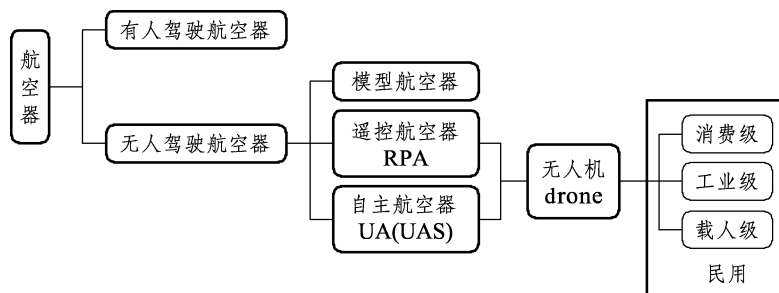 航空器
有人驾驶航空器
无人驾驶航空器
模型航空器
遥控航空器
RPA
自主航空器
UA(UAS)
无人机
drone
消费级
工业级
载人级
民用